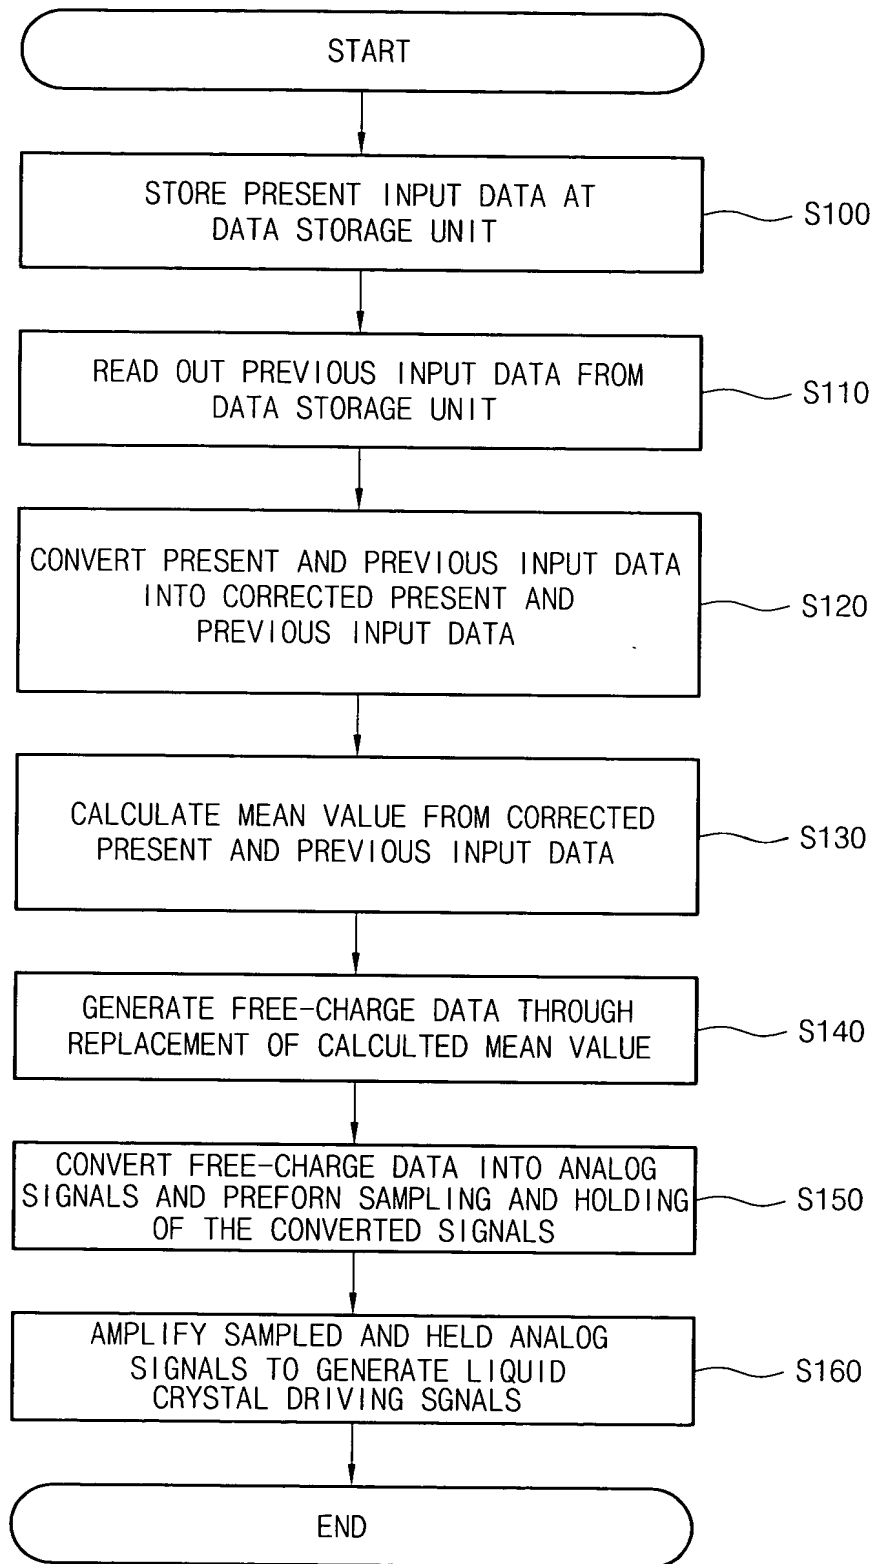 START
STORE PRESENT INPUT DATA AT
DATA STORAGE UNIT
S100
READ OUT PREVIOUS INPUT DATA FROM
DATA STORAGE UNIT
S110
CONVERT PRESENT AND PREVIOUS INPUT DATA
INTO CORRECTED PRESENT AND
PREVIOUS INPUT DATA
S120
CALCULATE MEAN VALUE FROM CORRECTED
PRESENT AND PREVIOUS INPUT DATA
S130
GENERATE FREE-CHARGE DATA THROUGH
REPLACEMENT OF CALCULTED MEAN VALUE
S140
CONVERT FREE-CHARGE DATA INTO ANALOG
SIGNALS AND PREFORN SAMPLING AND HOLDING
OF THE CONVERTED SIGNALS
S150
AMPLIFY SAMPLED AND HELD ANALOG
SIGNALS TO GENERATE LIQUID
CRYSTAL DRIVING SGNALS
S160
END